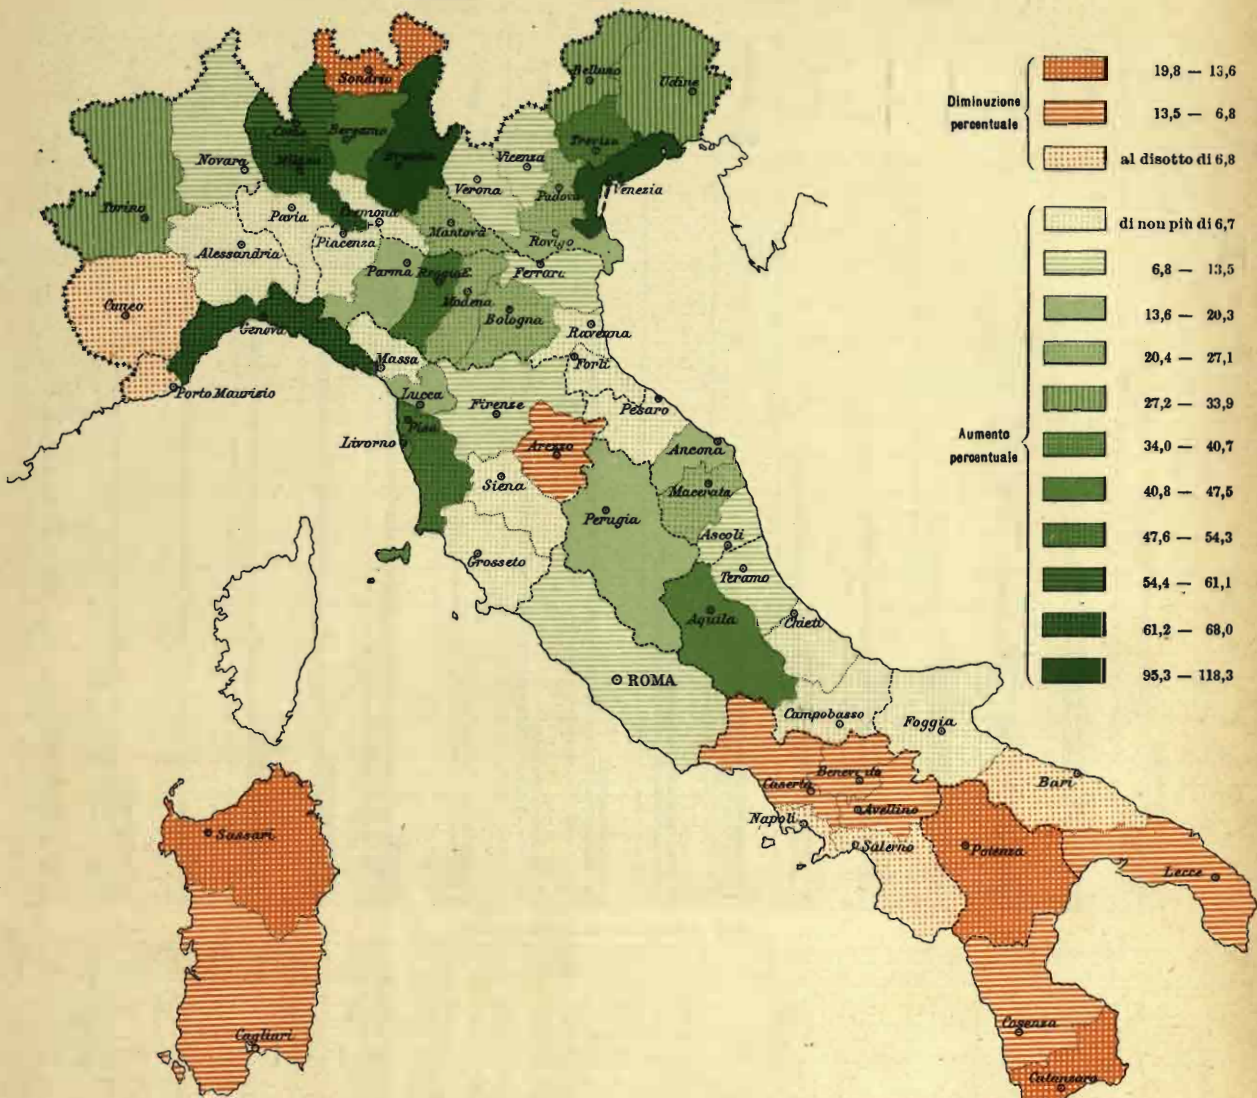 Sondrio
Belluno
Udine
Como
Bergamo
Treviso
Novara
Milano
Brescia
Vicenza
Verona
Padova
Venezia
Torino
Pavia
Cremona
Piacenza
Mantova
Rovigo
Alessandria
Parma
Reggio E.
Ferrara
Modena
Bologna
Cuneo
Genova
Ravenna
Massa
Forlì
Porto Maurizio
Lucca
Firenze
Pesaro
Pisa
Livorno
Arezzo
Ancona
Siena
Macerata
Perugia
Ascoli
Grosseto
Teramo
Aquila
Chieti
ROMA
Campobasso
Foggia
Benevento
Caserta
Bari
Avellino
Napoli
Salerno
Sassari
Potenza
Lecce
Cosenza
Cagliari
Catanzaro
Diminuzione
percentuale
19,8 — 13,6
13,5 — 6,8
al disotto di 6,8
Aumento
percentuale
di non più di 6,7
6,8 — 13,5
13,6 — 20,3
20,4 — 27,1
27,2 — 33,9
34,0 — 40,7
40,8 — 47,5
47,6 — 54,3
54,4 — 61,1
61,2 — 68,0
95,3 — 118,3